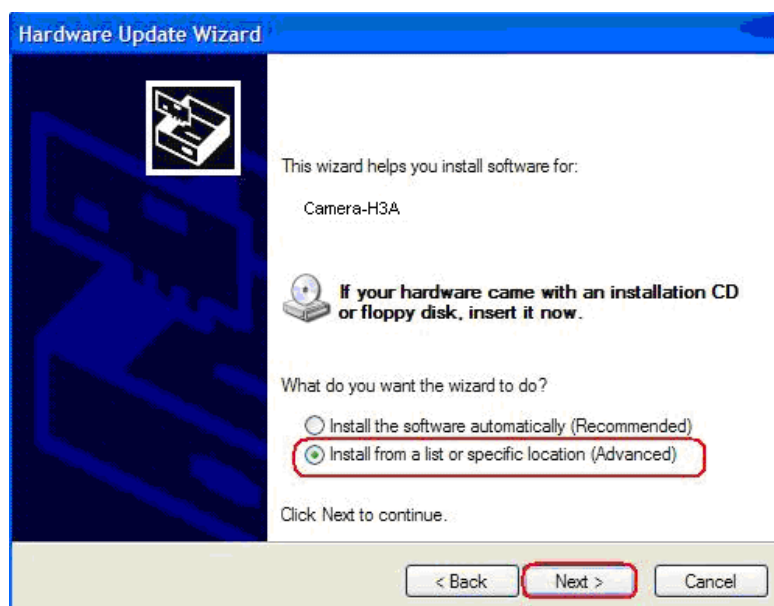 Hardware Update Wizard
This wizard helps you install software for:
Camera-H3A
If your hardware came with an installation CD
or floppy disk, insert it now.
What do you want the wizard to do?
Install the software automatically (Recommended)
Install from a list or specific location (Advanced)
Click Next to continue.
< Back
Next >
Cancel